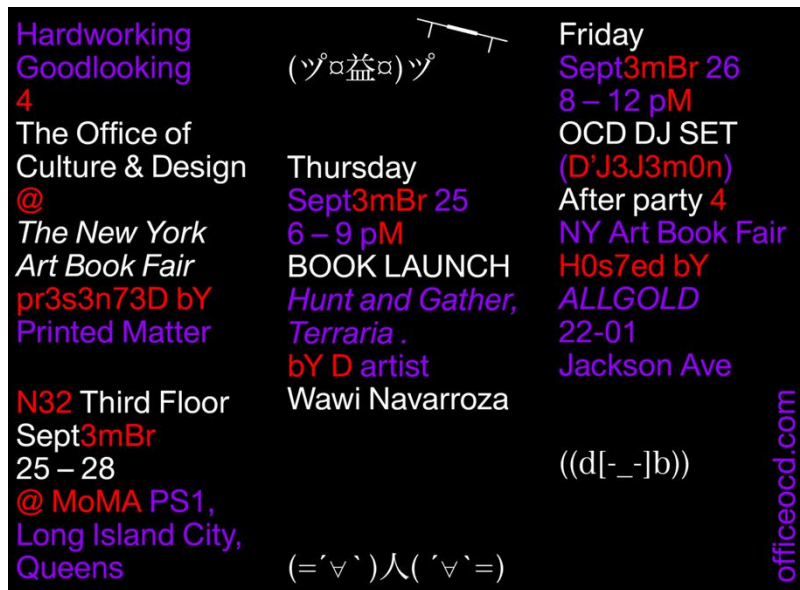 Hardworking
Goodlooking
4
The Office of
Culture & Design
@
The New York
Art Book Fair
pr3s3n73D bY
Printed Matter
N32 Third Floor
Sept3mBr
25 – 28
@ MoMA PS1,
Long Island City,
Queens
(ヅ¤益¤)ヅ
Thursday
Sept3mBr 25
6 – 9 pM
BOOK LAUNCH
Hunt and Gather,
Terraria .
bY D artist
Wawi Navarroza
(=´∀`)人(´∀`=)
Friday
Sept3mBr 26
8 – 12 pM
OCD DJ SET
(D’J3J3m0n)
After party 4
NY Art Book Fair
H0s7ed bY
ALLGOLD
22-01
Jackson Ave
((d[-_-]b))
officeocd.com